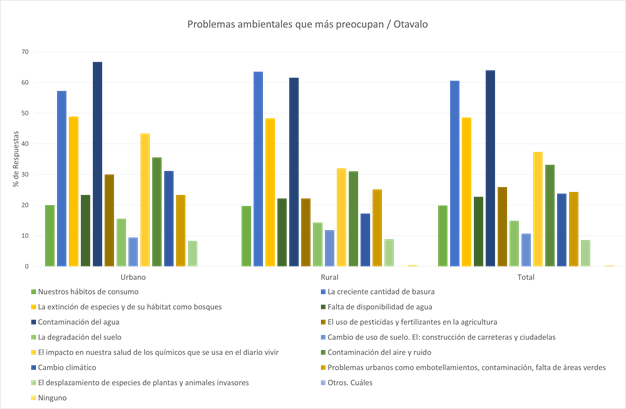 Problemas ambientales que más preocupan / Otavalo
70
60
50
40
30
20
10
0
% de Respuestas
Urbano Rural Total
Nuestros hábitos de consumo La creciente cantidad de basura
La extinción de especies y de su hábitat como bosques Falta de disponibilidad de agua
Contaminación del agua El uso de pesticidas y fertilizantes en la agricultura
La degradación del suelo Cambio de uso de suelo. El: construcción de carreteras y ciudadelas
El impacto en nuestra salud de los químicos que se usa en el diario vivir Contaminación del aire y ruido
Cambio climático Problemas urbanos como embotellamientos, contaminación, falta de áreas verdes
El desplazamiento de especies de plantas y animales invasores Otros. Cuáles
Ninguno